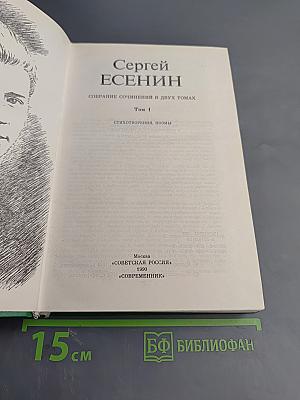 Сергей
ЕСЕНИН
СОБРАНИЕ СОЧИНЕНИЙ В ДВУХ ТОМАХ
Том 1
СТИХОТВОРЕНИЯ, ПОЭМЫ
Москва
«СОВЕТСКАЯ РОССИЯ»
1990
«СОВРЕМЕННИК»
15 см
БФ БИБЛИОФАН